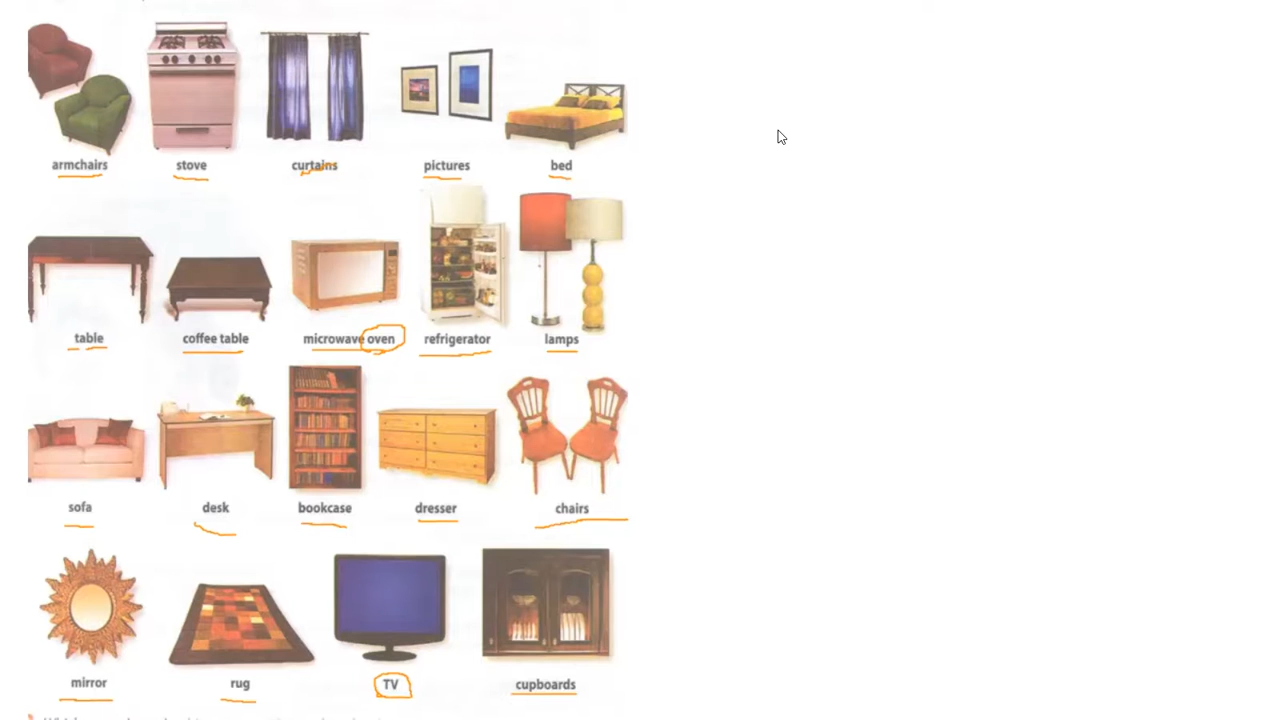 armchairs stove curtains pictures bed
table coffee table microwave oven refrigerator lamps
sofa desk bookcase dresser chairs
mirror rug TV cupboards